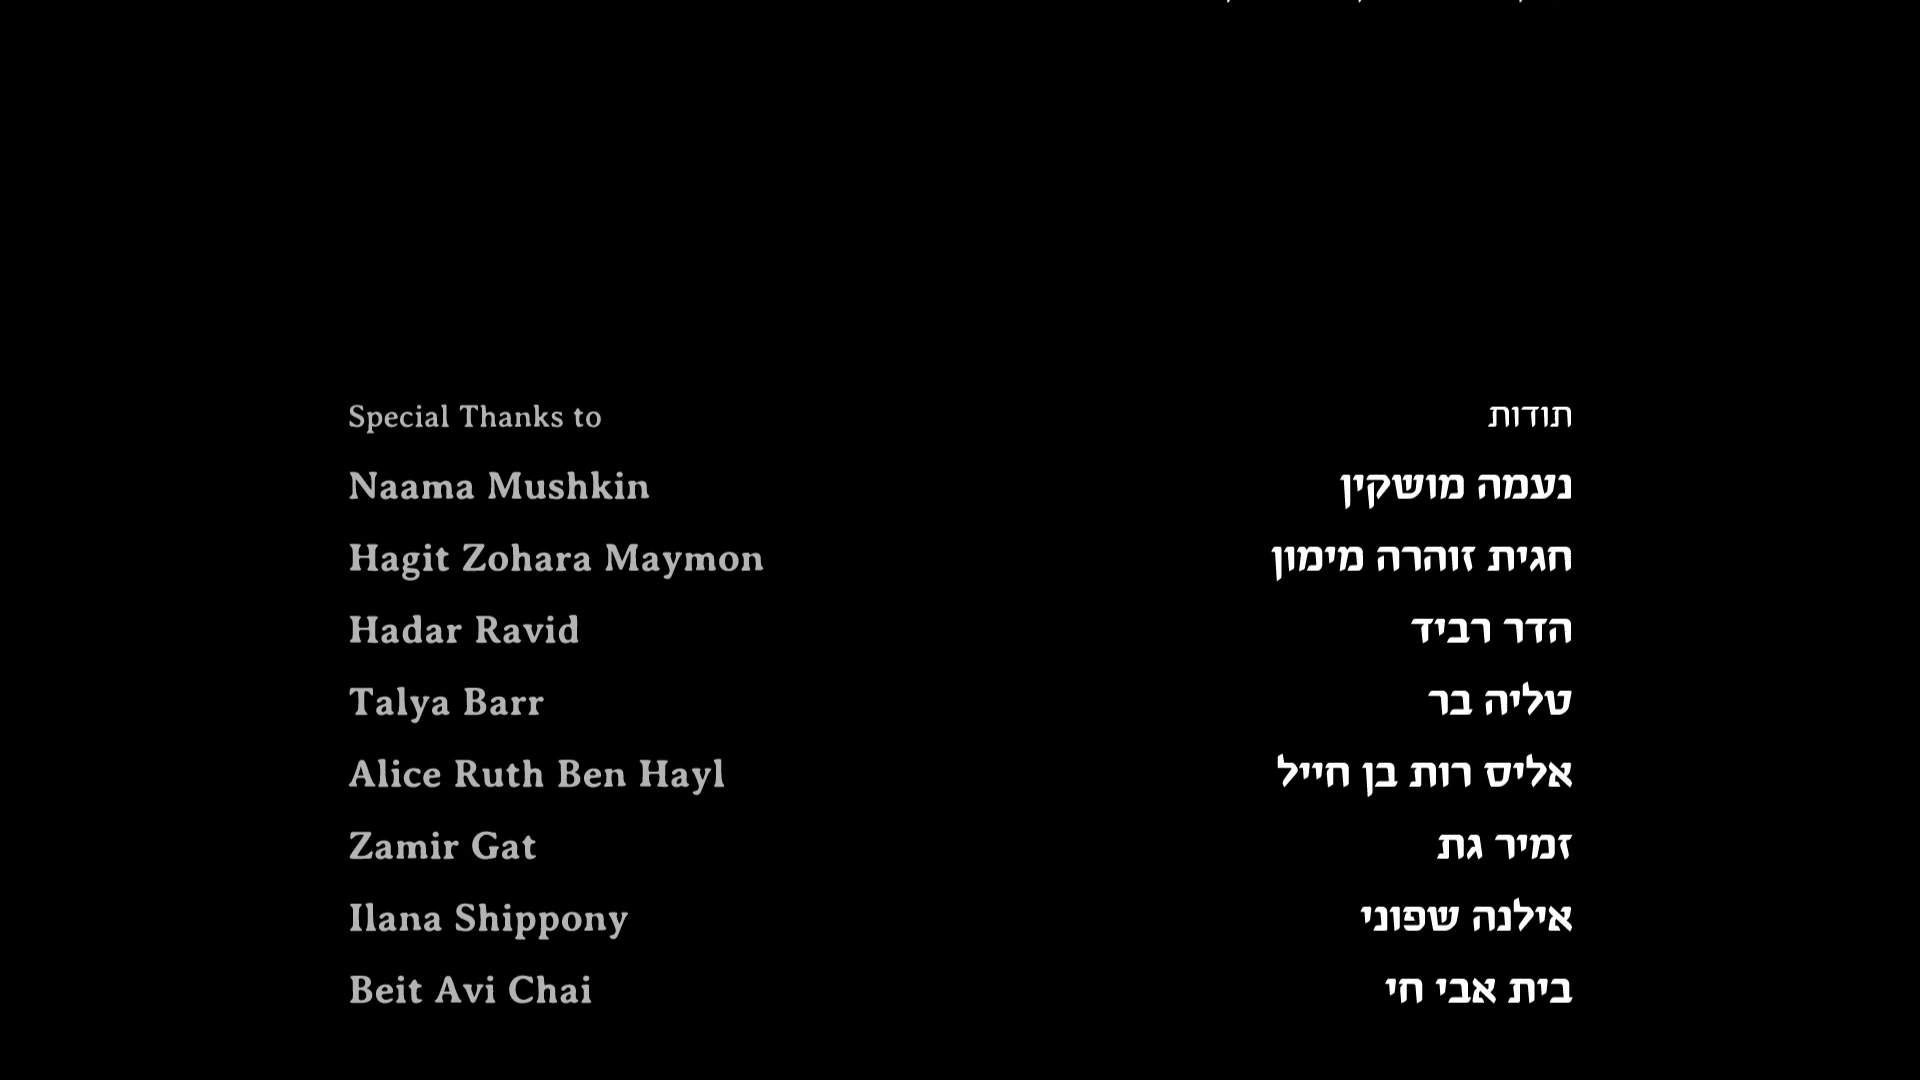 Special Thanks to
Naama Mushkin
Hagit Zohara Maymon
Hadar Ravid
Talya Barr
Alice Ruth Ben Hayl
Zamir Gat
Ilana Shippony
Beit Avi Chai
תודות
נעמה מושקין
חגית זוהרה מימון
הדר רביד
טליה בר
אליס רות בן חייל
זמיר גת
אילנה שפוני
בית אבי חי